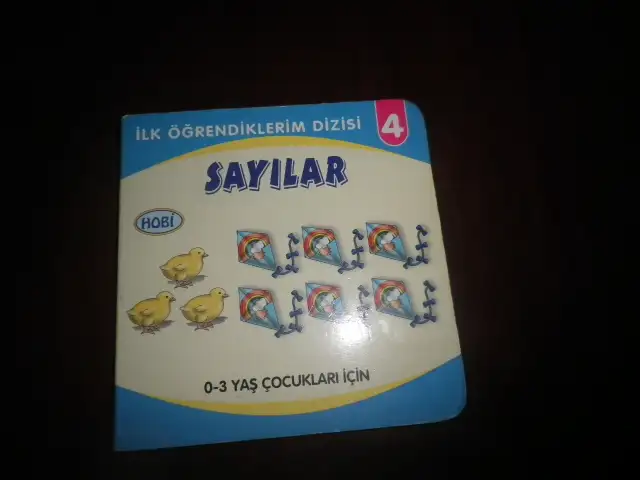 İLK ÖĞRENDİKLERİM DİZİSİ 4
SAYILAR
HOBİ
0-3 YAŞ ÇOCUKLARI İÇİN